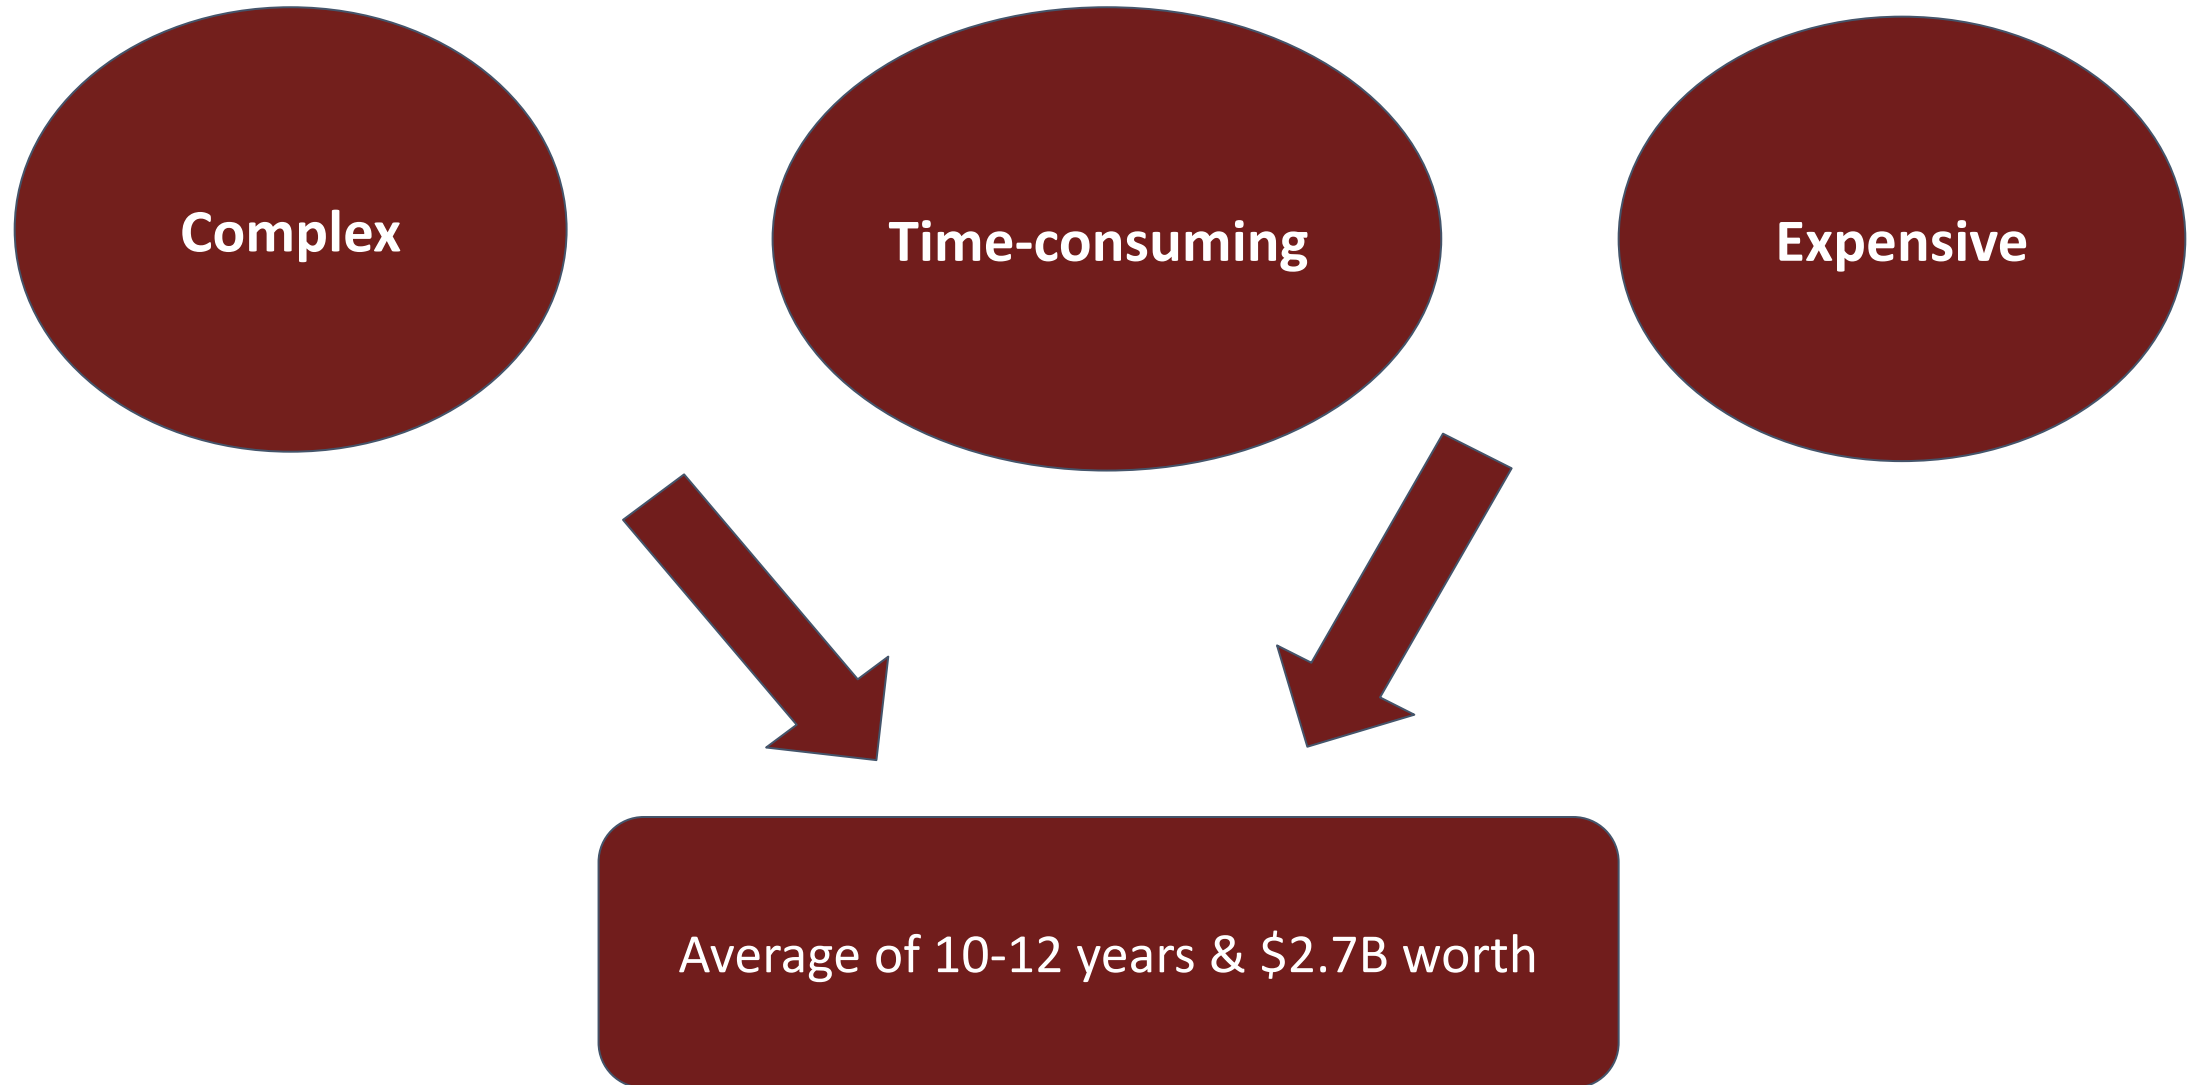 Complex
Time-consuming
Expensive
Average of 10-12 years & $2.7B worth